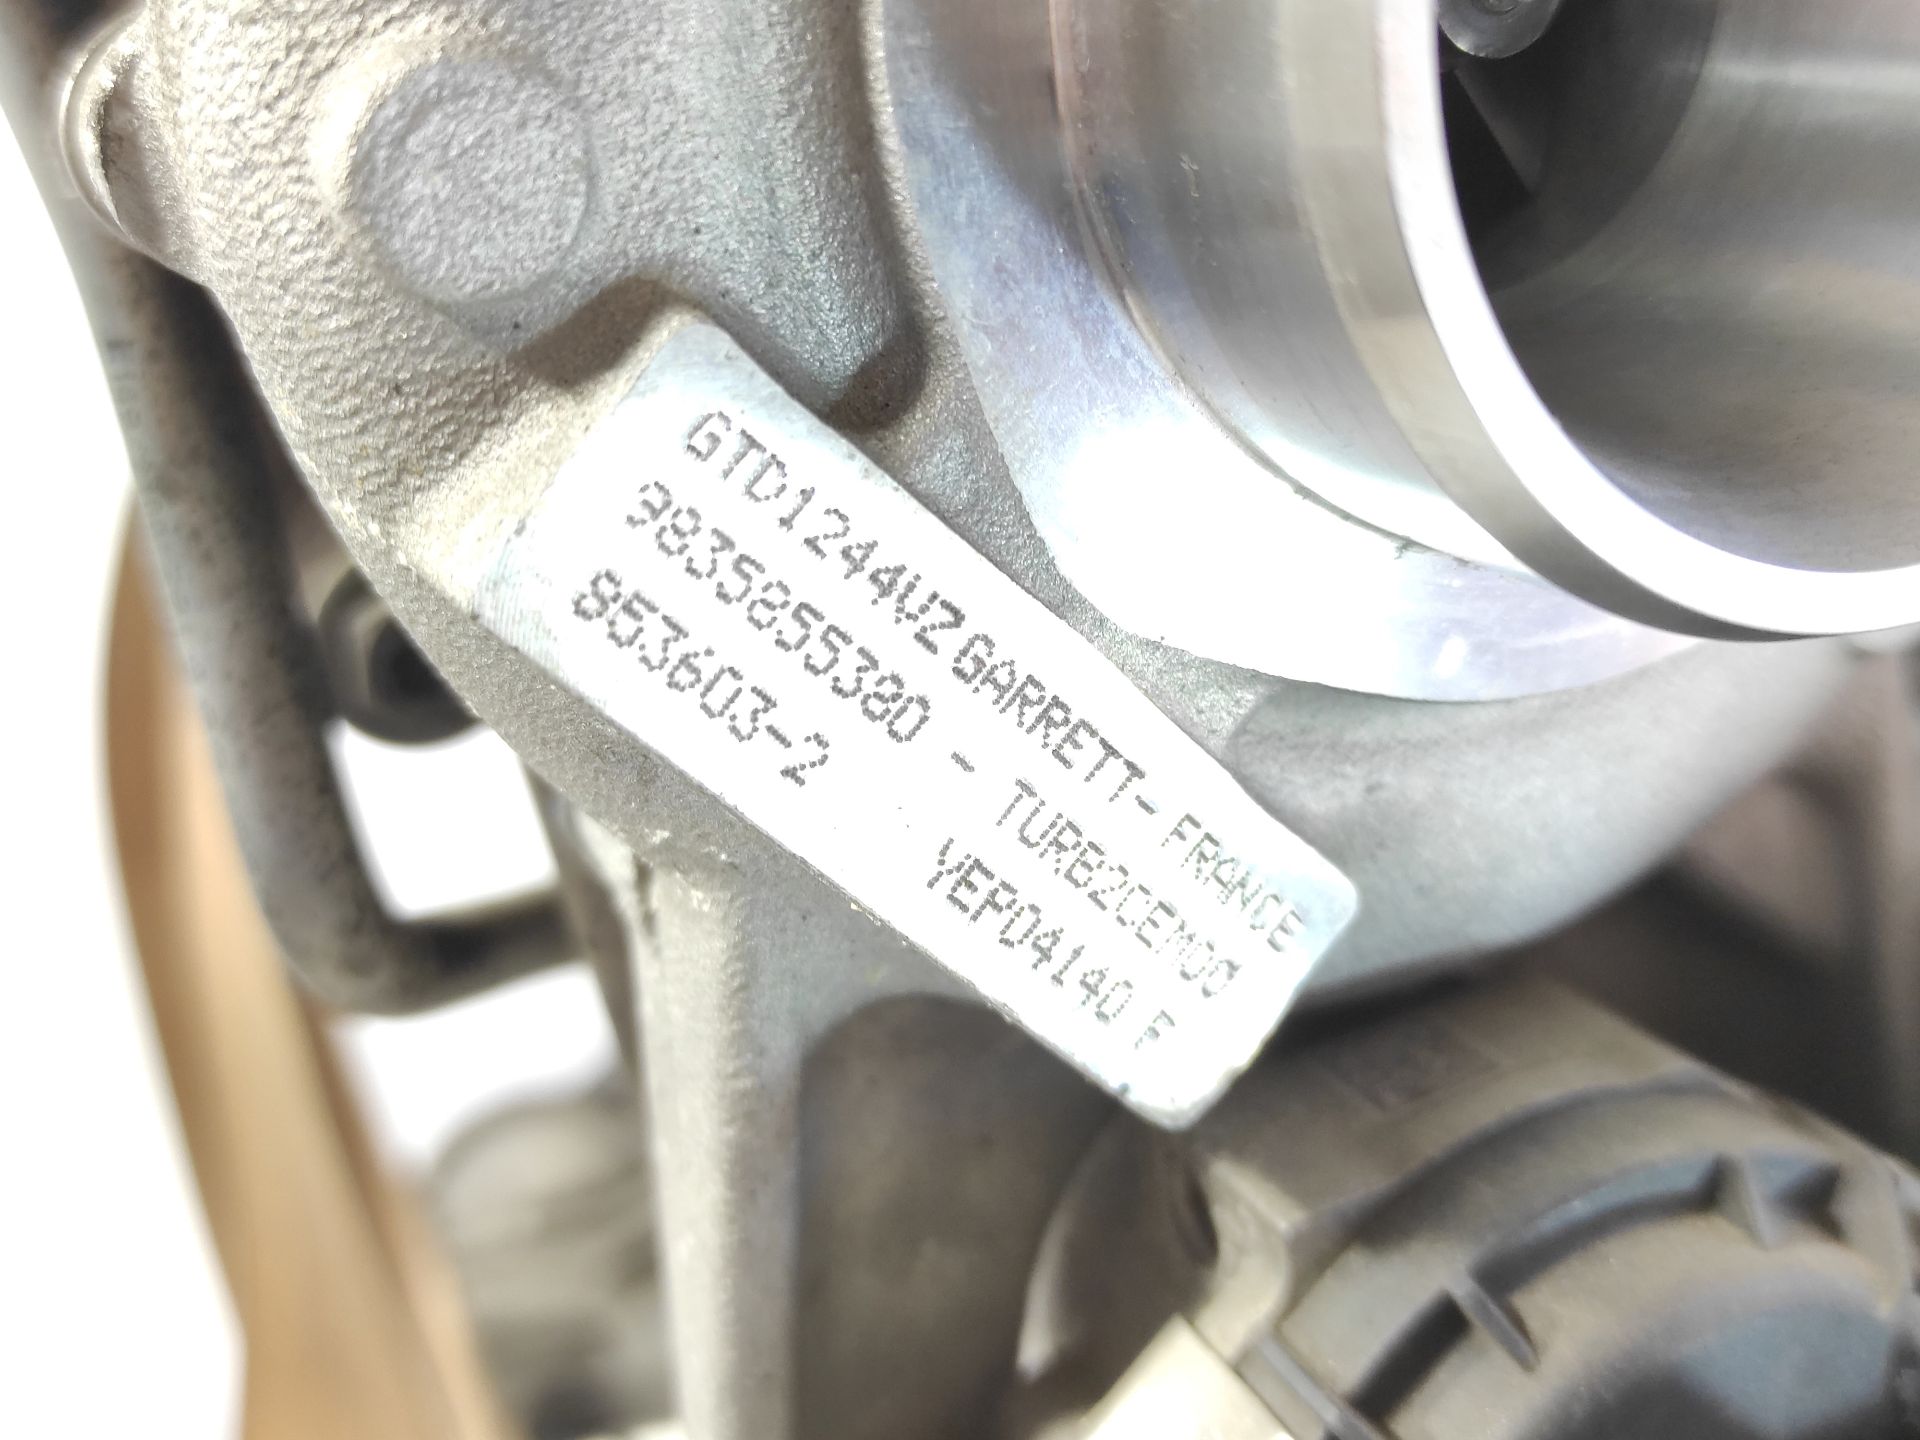 GTD1244VZ GARRETT- FRANCE
9835855380 - TURB2CEM00
853603-2 YEP04140 F